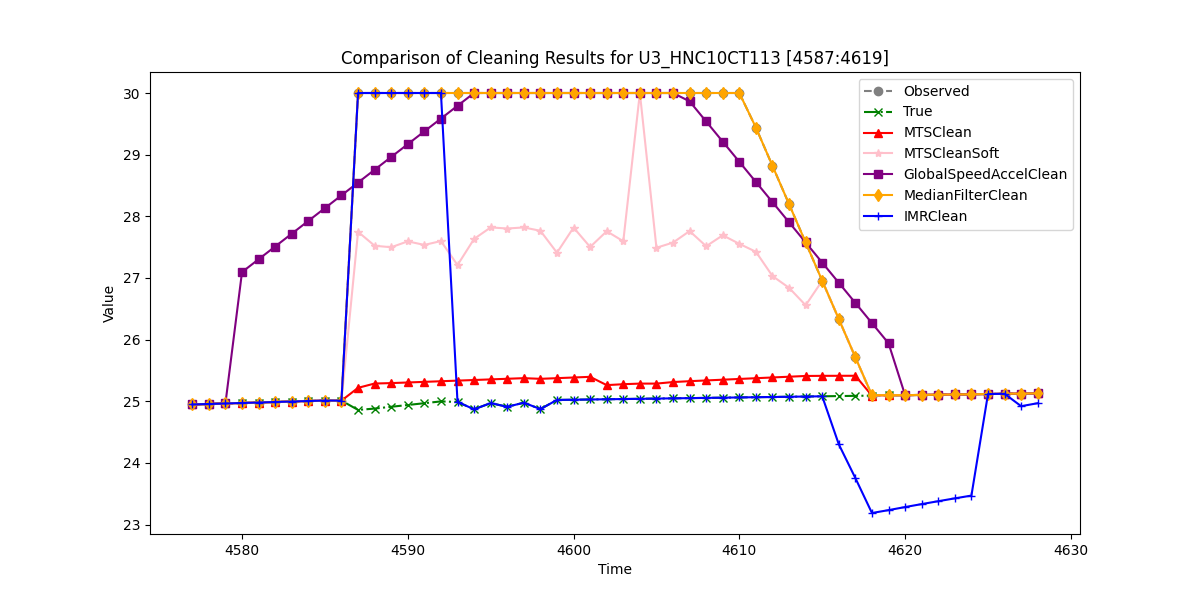 Comparison of Cleaning Results for U3_HNC10CT113 [4587:4619]
Observed
True
MTSClean
MTSCleanSoft
GlobalSpeedAccelClean
MedianFilterClean
IMRClean
Value
30
29
28
27
26
25
24
23
4580
4590
4600
4610
4620
4630
Time